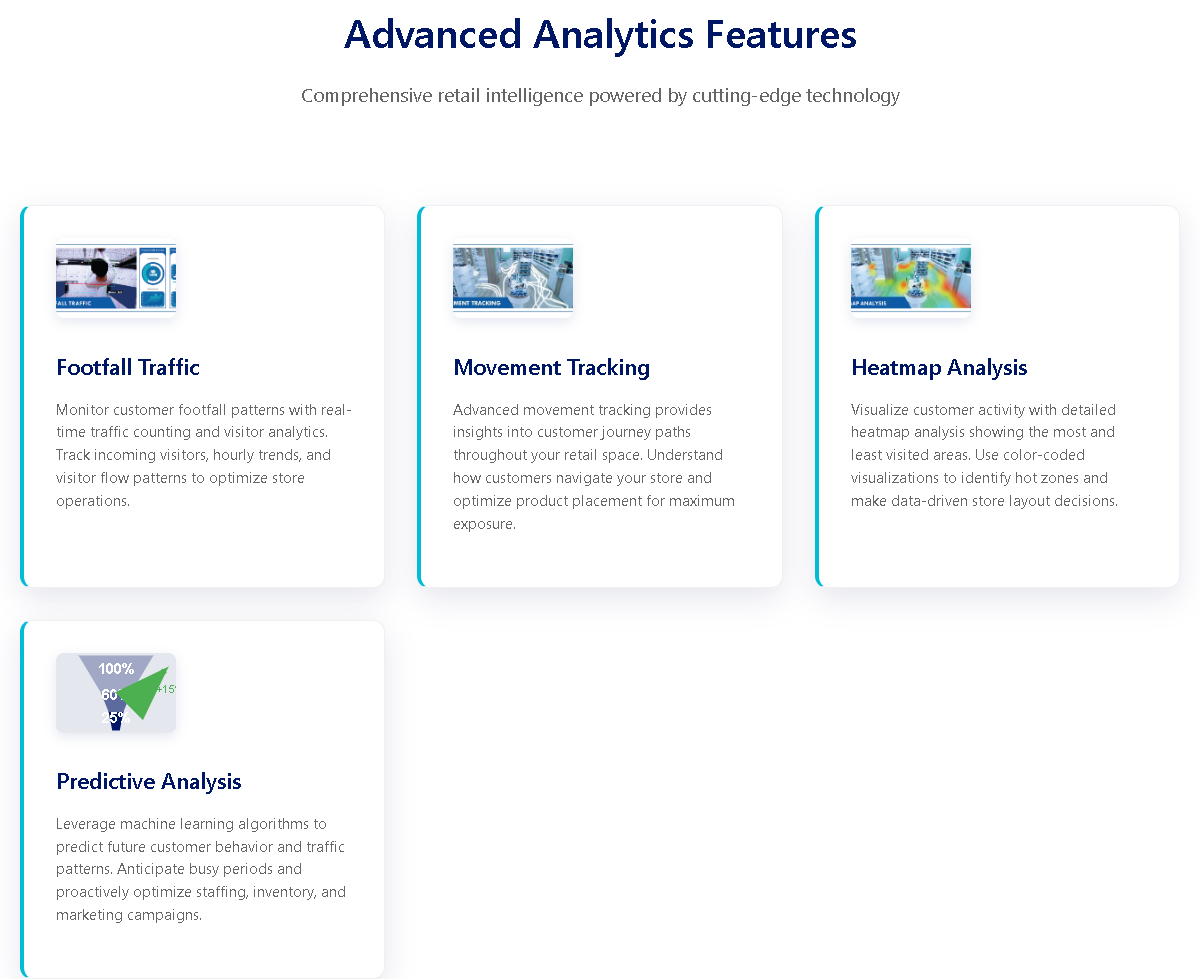 Advanced Analytics Features
Comprehensive retail intelligence powered by cutting-edge technology
ALL TRAFFIC
Footfall Traffic
Monitor customer footfall patterns with real-
time traffic counting and visitor analytics.
Track incoming visitors, hourly trends, and
visitor flow patterns to optimize store
operations.
MENT TRACKING
Movement Tracking
Advanced movement tracking provides
insights into customer journey paths
throughout your retail space. Understand
how customers navigate your store and
optimize product placement for maximum
exposure.
AP ANALYSIS
Heatmap Analysis
Visualize customer activity with detailed
heatmap analysis showing the most and
least visited areas. Use color-coded
visualizations to identify hot zones and
make data-driven store layout decisions.
100%
60
+15
25%
Predictive Analysis
Leverage machine learning algorithms to
predict future customer behavior and traffic
patterns. Anticipate busy periods and
proactively optimize staffing, inventory, and
marketing campaigns.